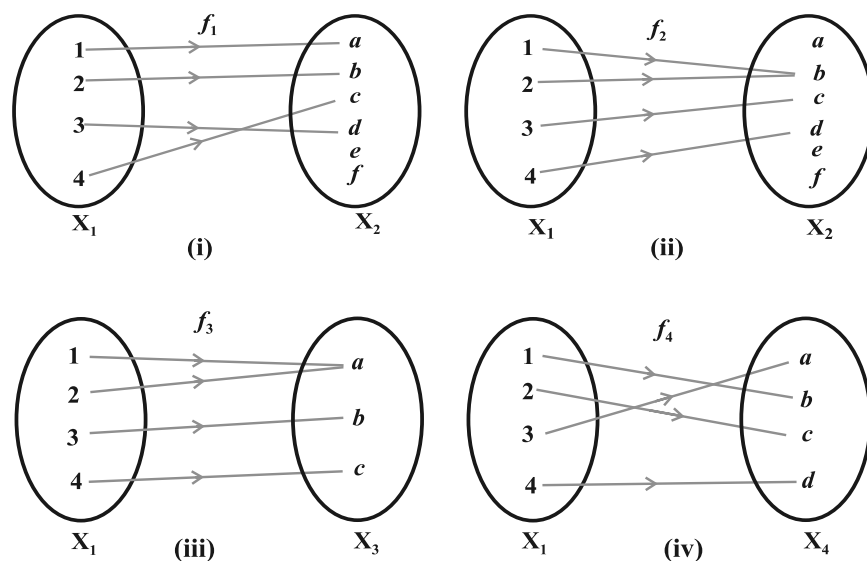 f₁
1 a
2 b
c
3 d
e
4 f
X₁ X₂
(i)
f₂
1 a
2 b
3 c
4 d
e
f
X₁ X₂
(ii)
f₃
1 a
2
3 b
4 c
X₁ X₃
(iii)
f₄
1 a
2 b
3 c
4 d
X₁ X₄
(iv)